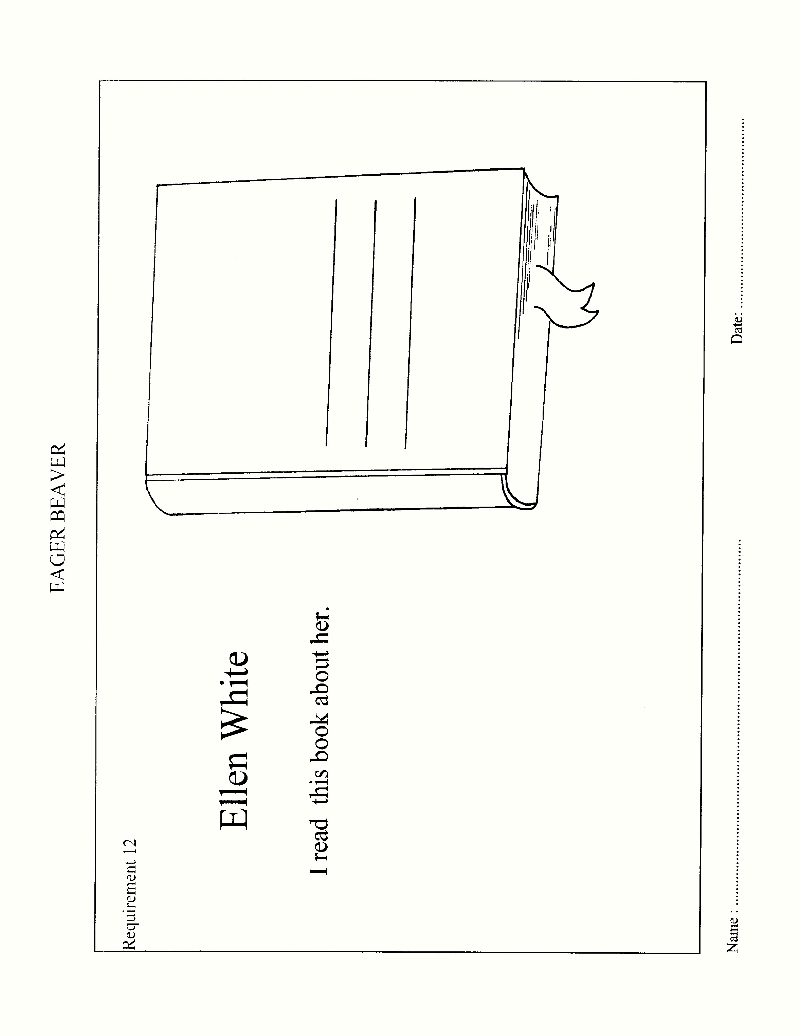 EAGER BEAVER
Requirement 12
Ellen White
I read this book about her.
Name : ................................................................
Date: ................................